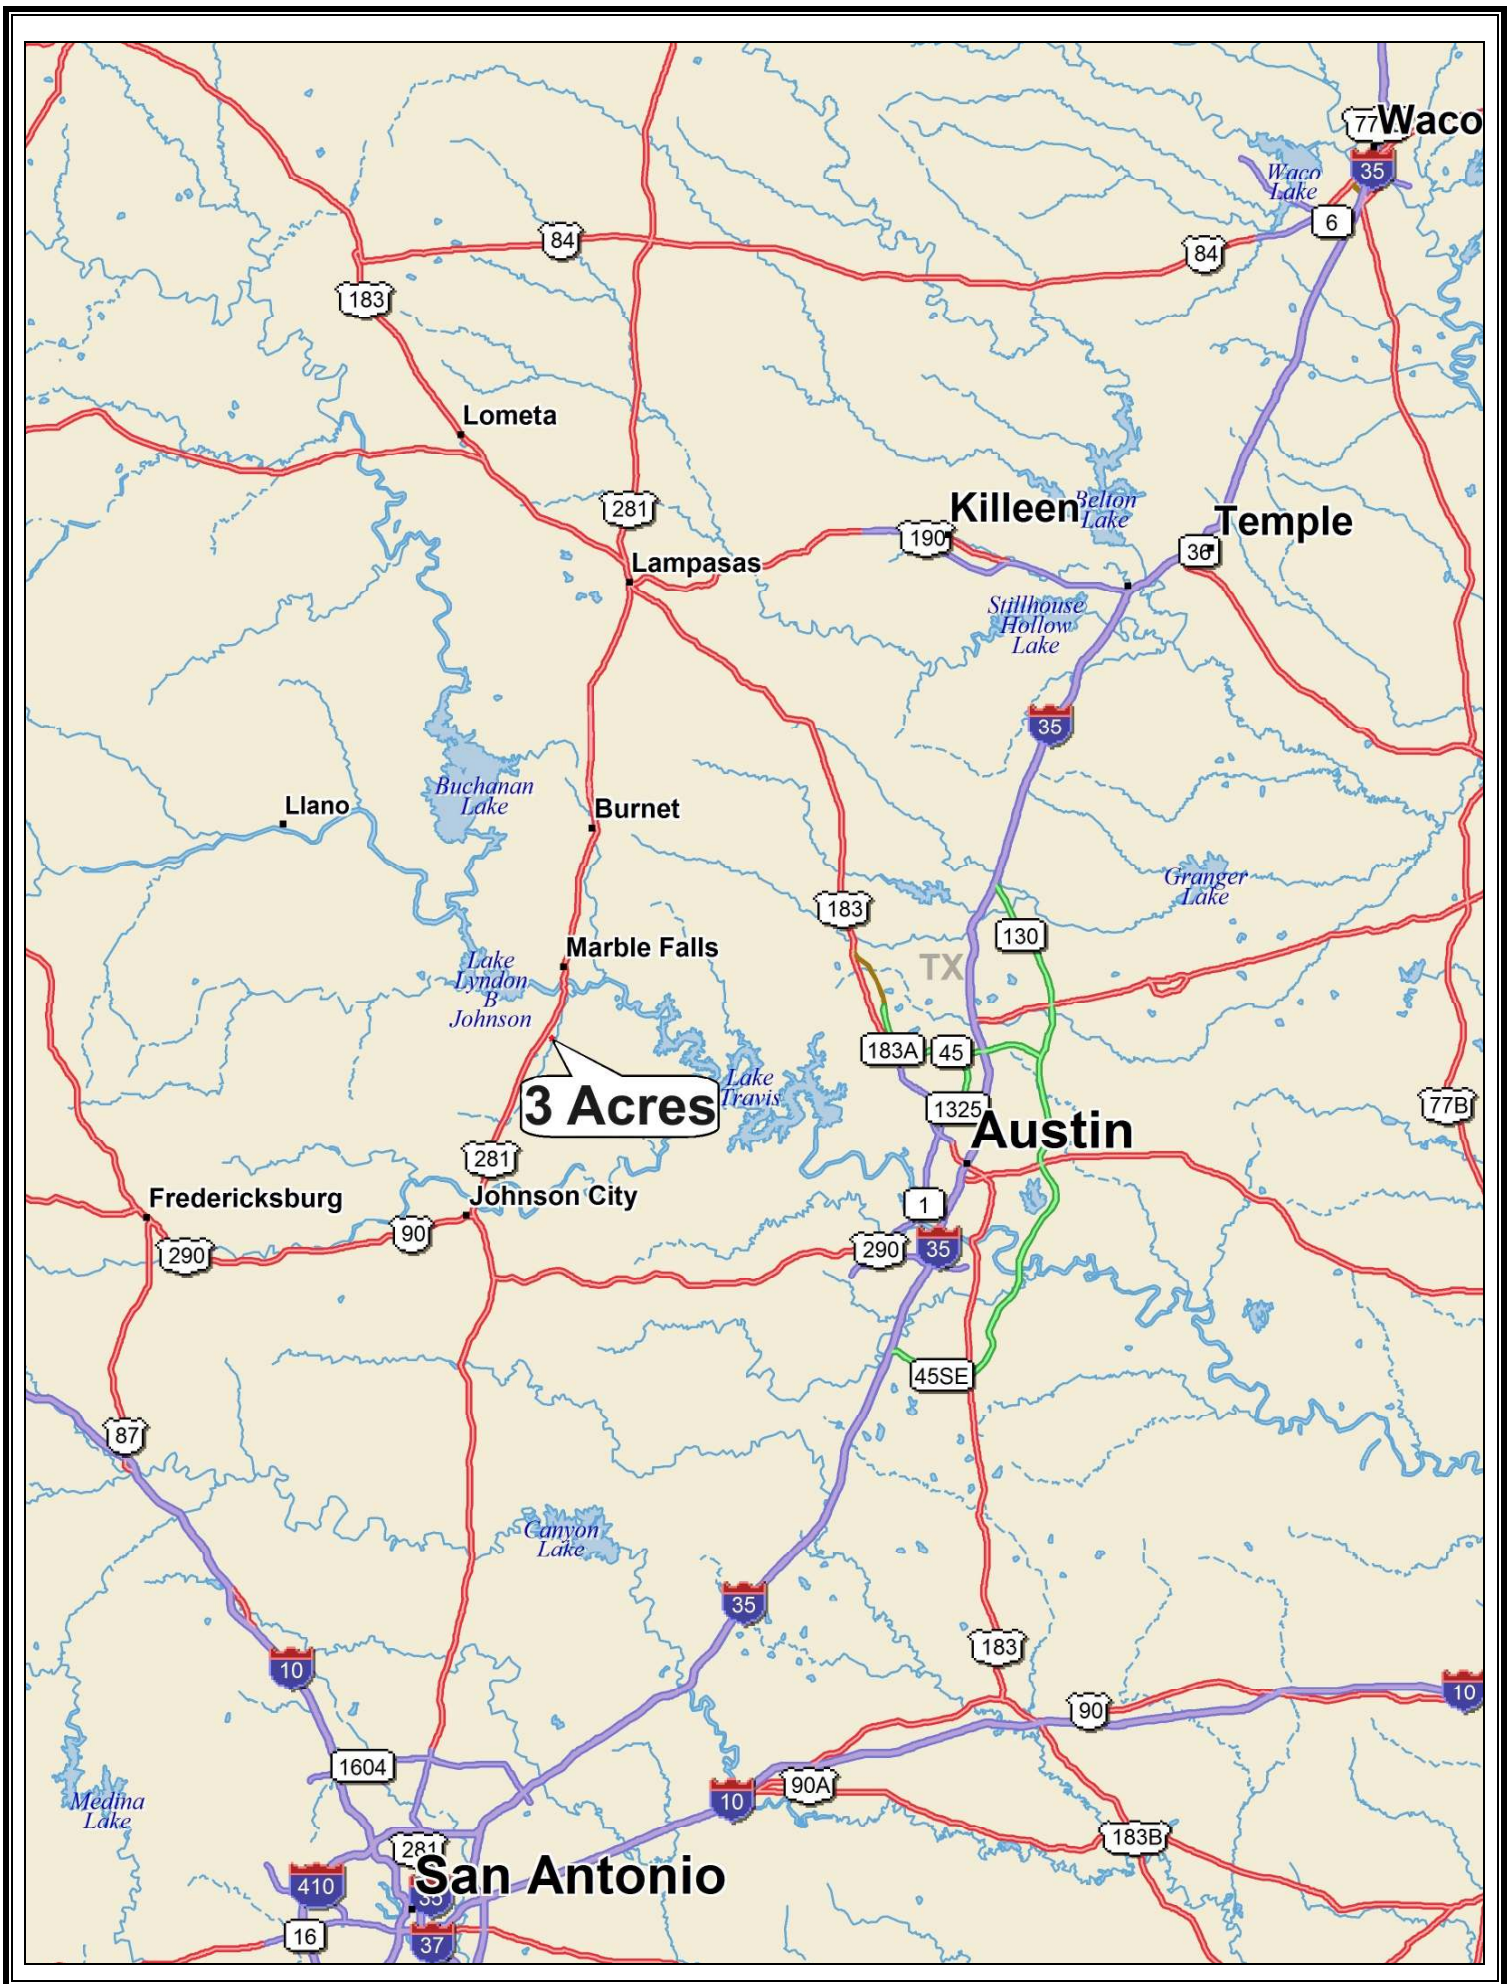 77
Waco
Waco
Lake
35
6
84
84
183
Lometa
281
Killeen
Belton
Lake
Temple
190
36
Lampasas
Stillhouse
Hollow
Lake
35
Buchanan
Lake
Llano
Burnet
Granger
Lake
183
130
Marble Falls
TX
Lake
Lyndon
B
Johnson
183A
45
Lake
Travis
3 Acres
1325
77B
Austin
281
Fredericksburg
Johnson City
1
90
290
290
35
45SE
87
Canyon
Lake
35
183
10
10
90
1604
90A
10
Medina
Lake
183B
281
San Antonio
410
35
16
37